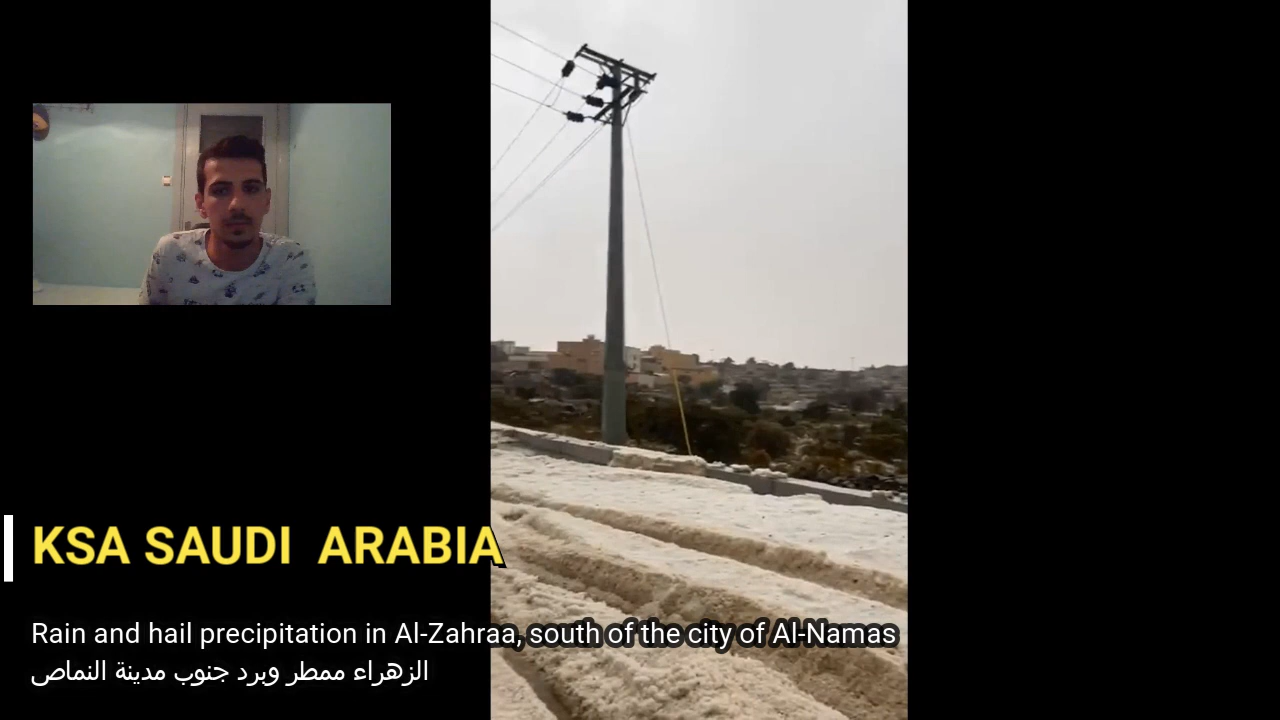 KSA SAUDI  ARABIA
Rain and hail precipitation in Al-Zahraa, south of the city of Al-Namas
الزهراء ممطر وبرد جنوب مدينة النماص